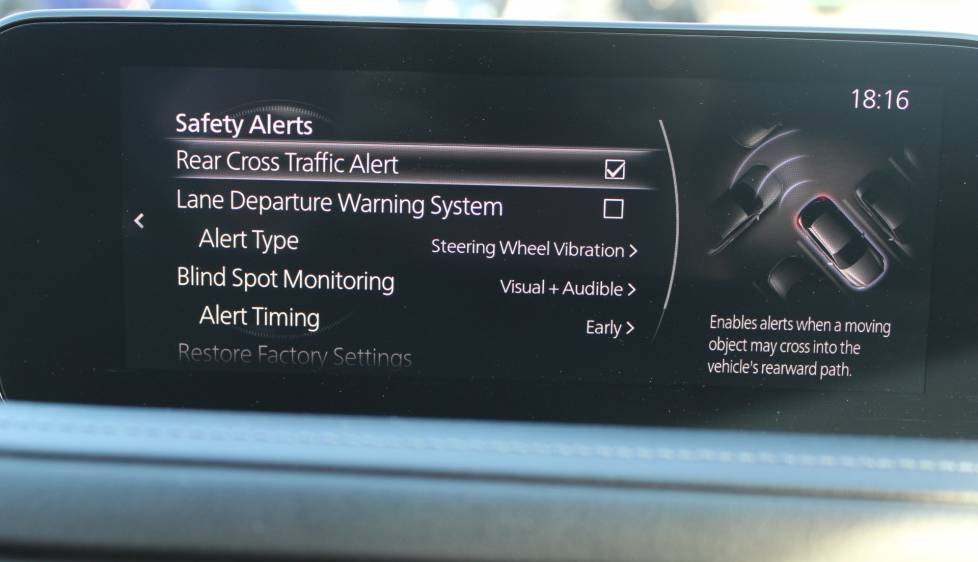 18:16
Safety Alerts
Rear Cross Traffic Alert
Lane Departure Warning System
Alert Type Steering Wheel Vibration >
Blind Spot Monitoring Visual + Audible >
Alert Timing Early >
Restore Factory Settings
Enables alerts when a moving
object may cross into the
vehicle's rearward path.